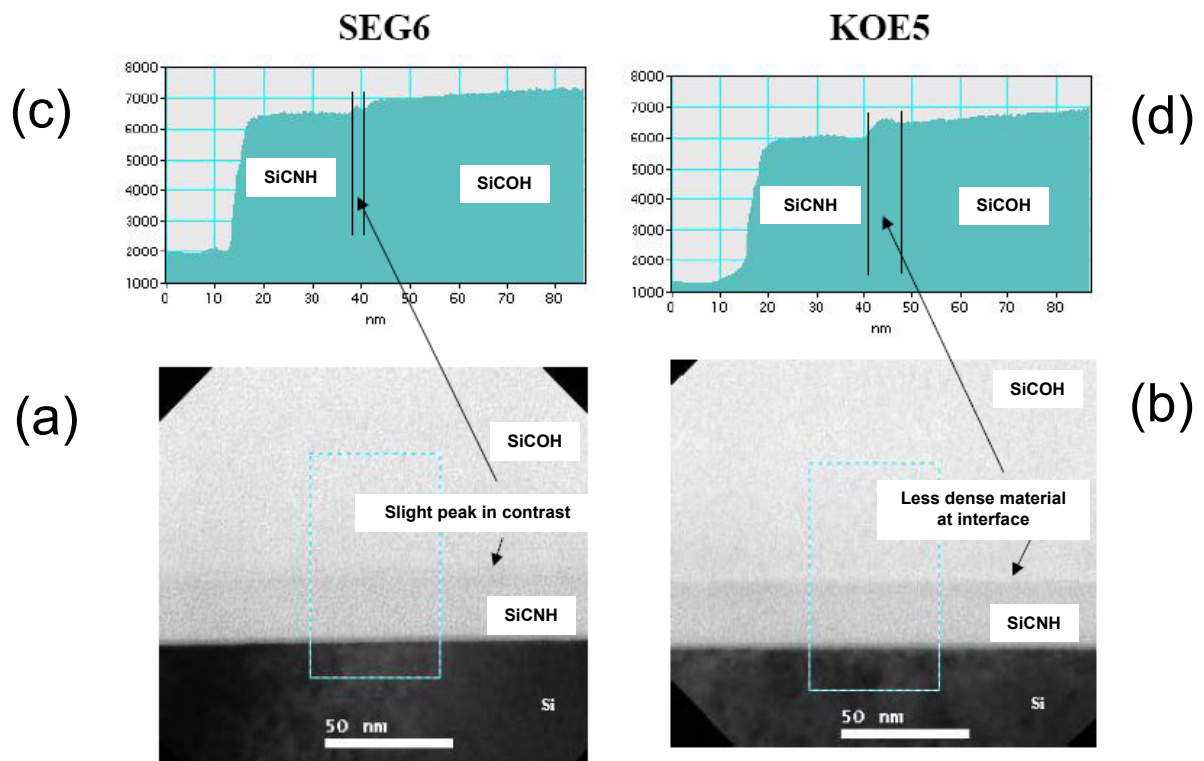 SEG6
KOE5
(c)
8000
7000
6000
5000
4000
3000
2000
1000
0
10
20
30
40
50
60
70
80
nm
SiCNH
SiCOH
(d)
8000
7000
6000
5000
4000
3000
2000
1000
0
10
20
30
40
50
60
70
80
nm
SiCNH
SiCOH
(a)
SiCOH
Slight peak in contrast
SiCNH
Si
50 nm
(b)
SiCOH
Less dense material
at interface
SiCNH
Si
50 nm